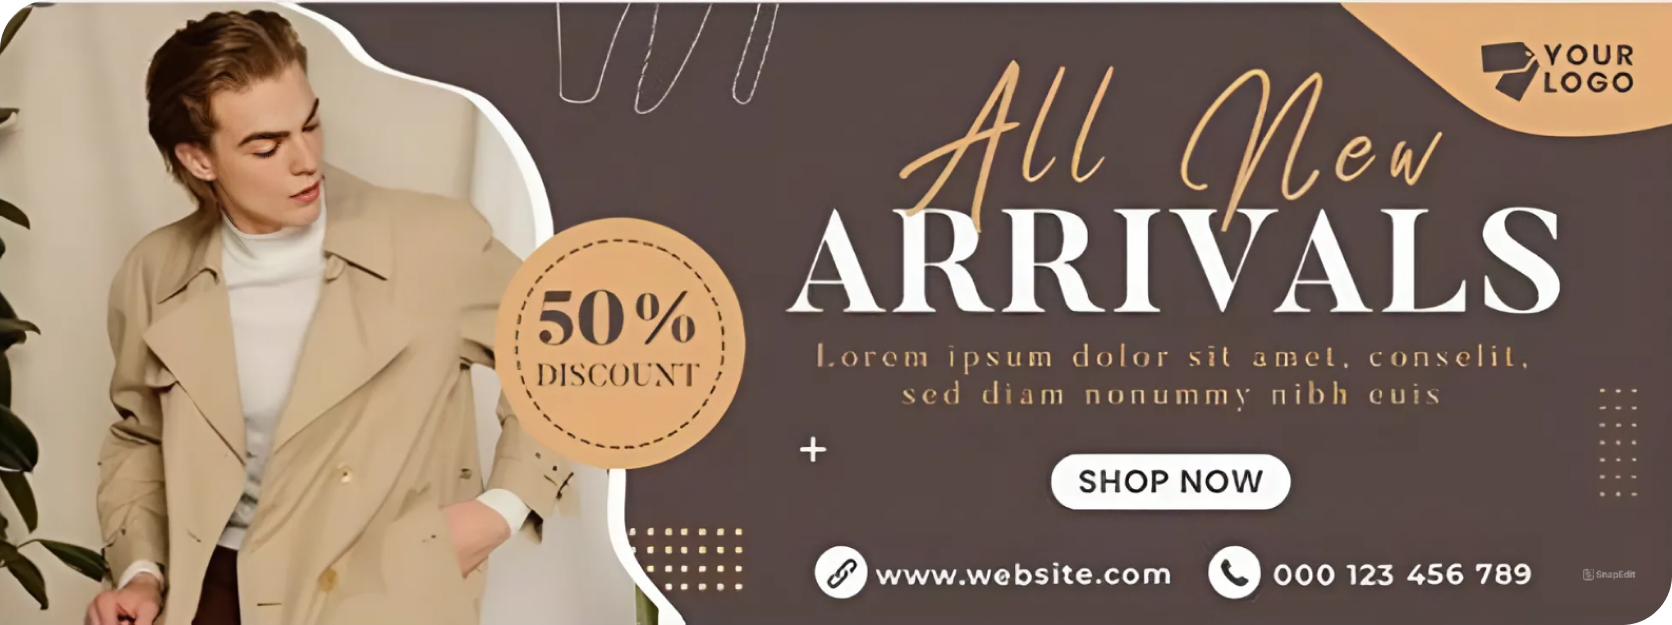 YOUR
LOGO
All New
ARRIVALS
50%
DISCOUNT
Lorem ipsum dolor sit amet, conselit,
sed diam nonummy nibh euis
SHOP NOW
www.website.com
000 123 456 789
SnapEdit